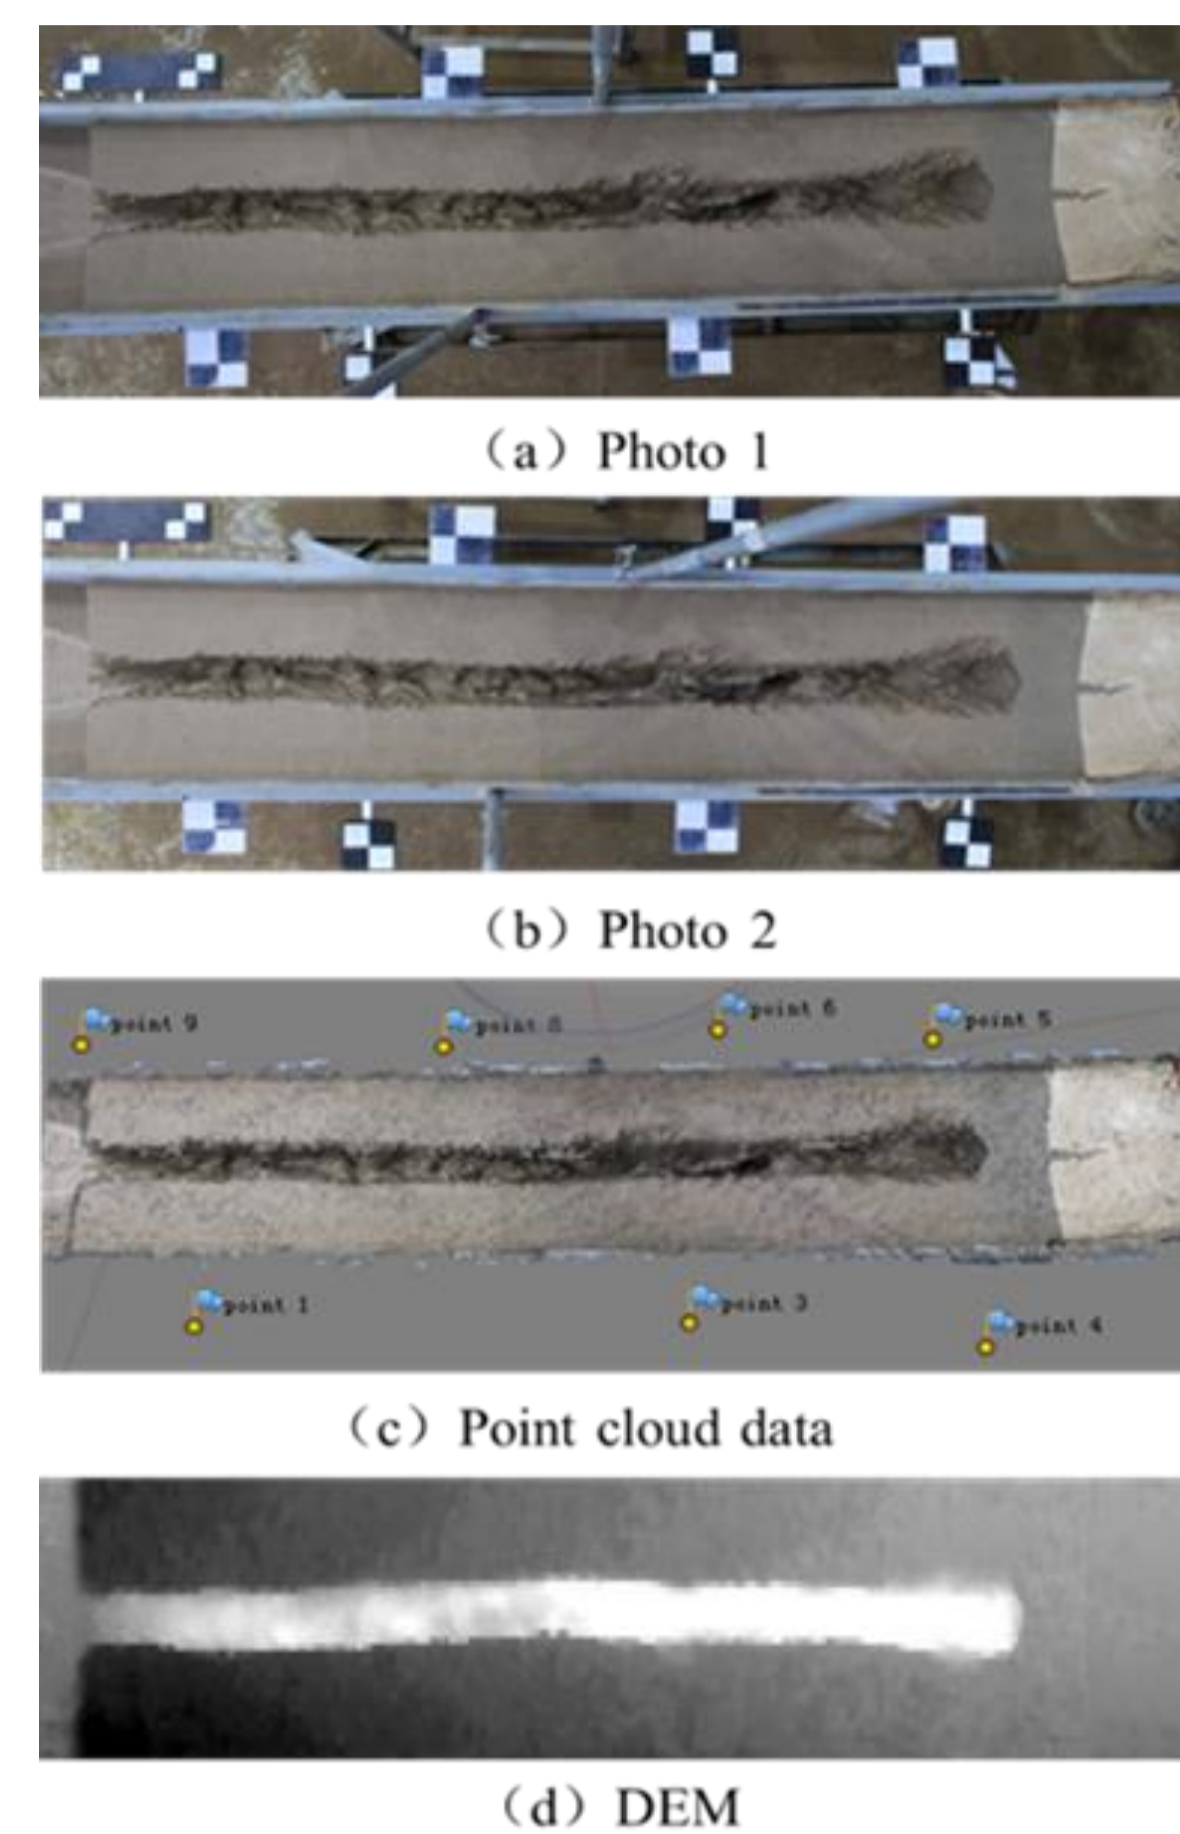 （a）Photo 1
（b）Photo 2
point 9
point 8
point 6
point 5
point 1
point 3
point 4
（c）Point cloud data
（d）DEM